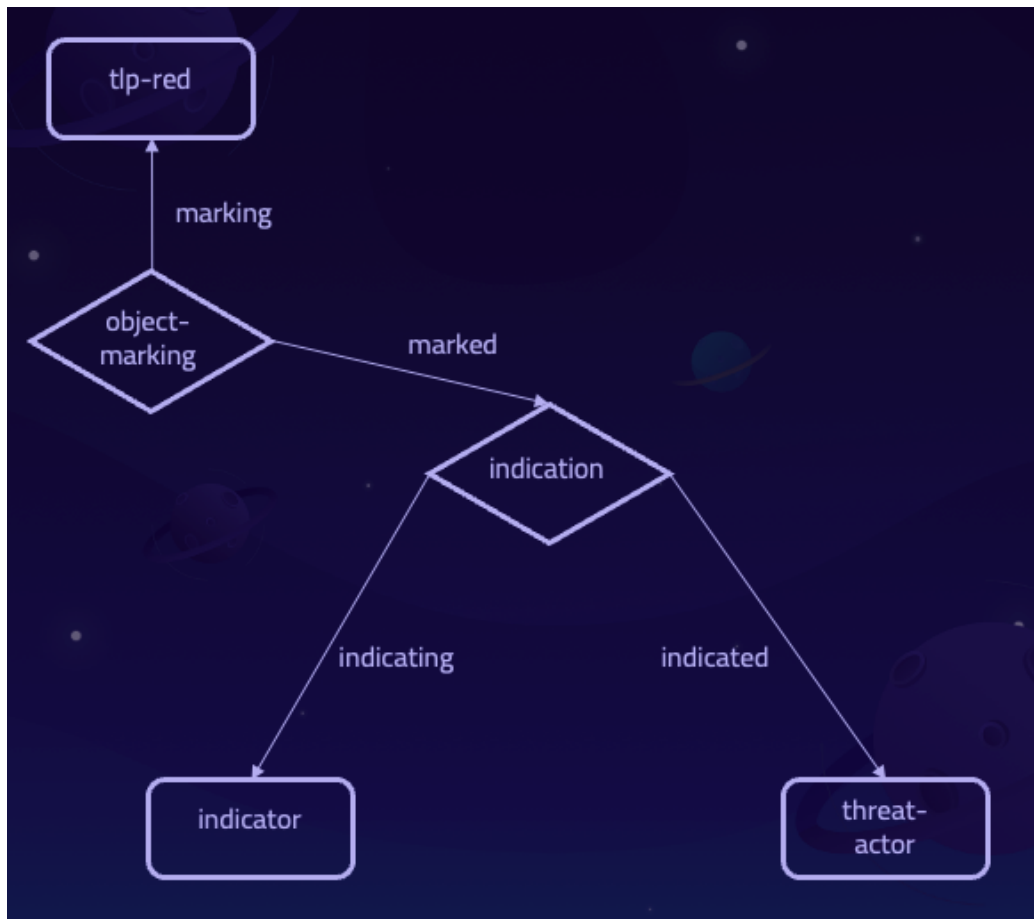 tlp-red
marking
object-
marking
marked
indication
indicating
indicated
indicator
threat-
actor